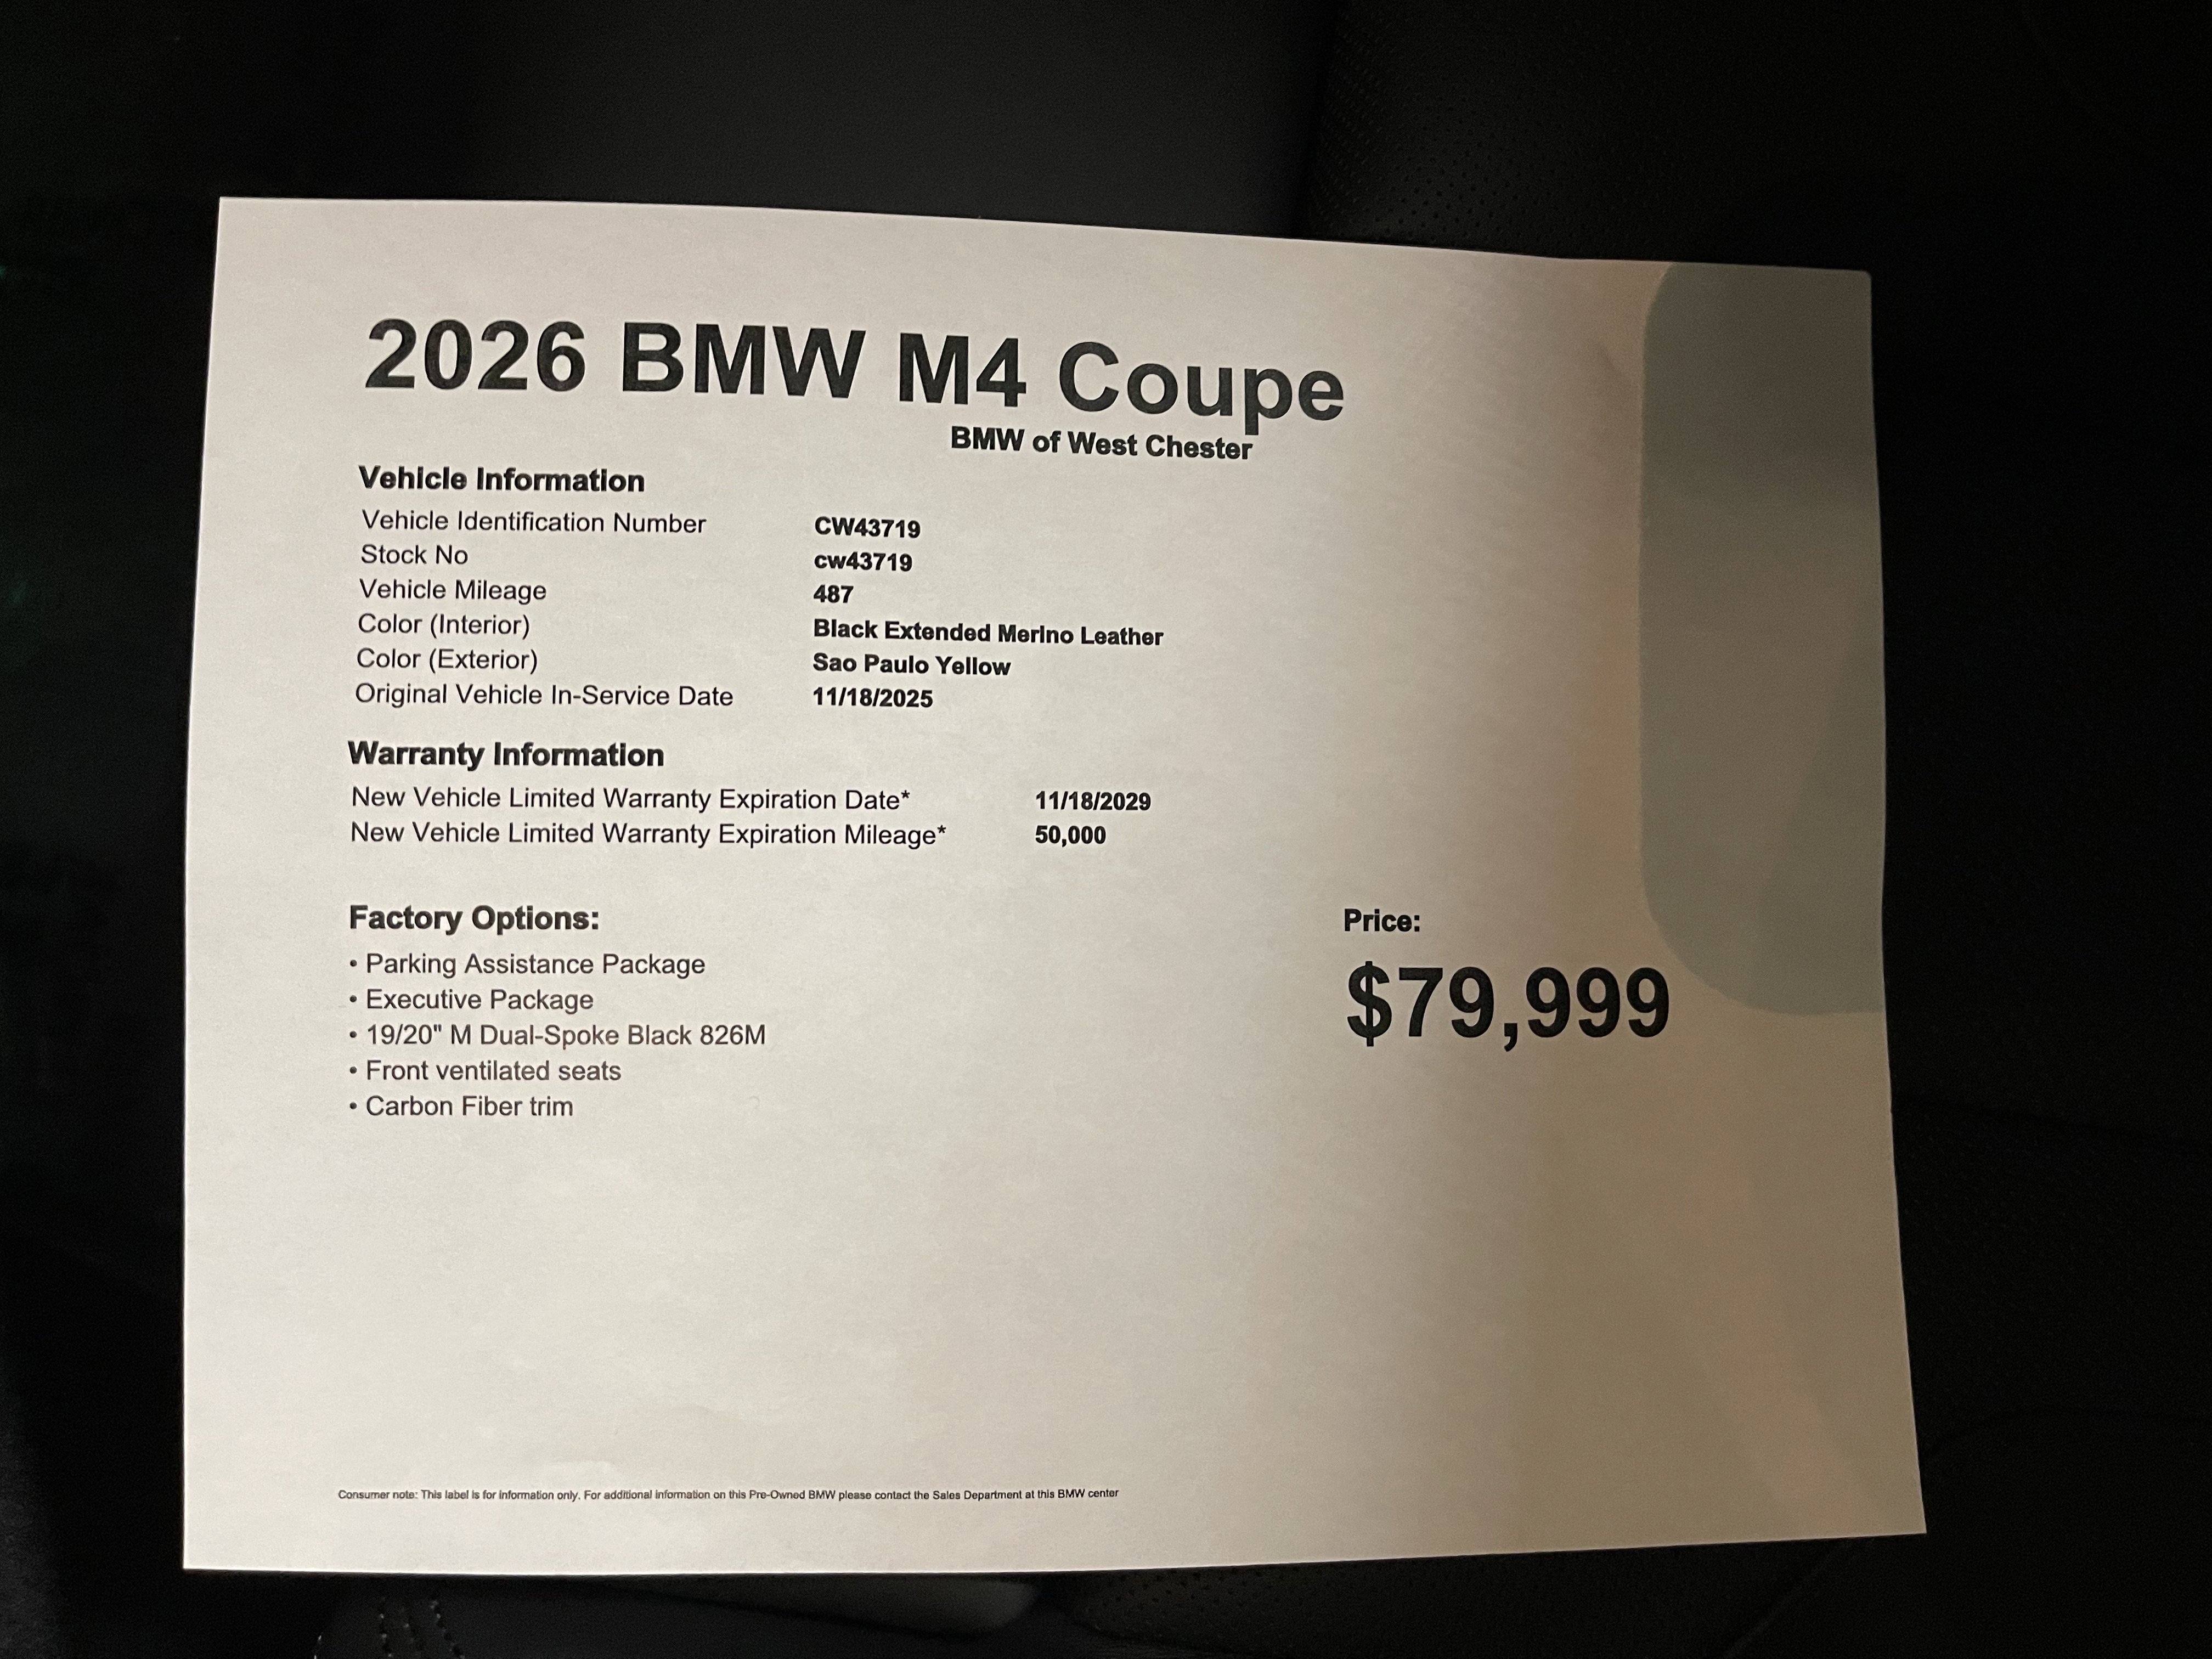 2026 BMW M4 Coupe
BMW of West Chester
Vehicle Information
Vehicle Identification Number CW43719
Stock No cw43719
Vehicle Mileage 487
Color (Interior) Black Extended Merino Leather
Color (Exterior) Sao Paulo Yellow
Original Vehicle In-Service Date 11/18/2025
Warranty Information
New Vehicle Limited Warranty Expiration Date* 11/18/2029
New Vehicle Limited Warranty Expiration Mileage* 50,000
Factory Options:
• Parking Assistance Package
• Executive Package
• 19/20" M Dual-Spoke Black 826M
• Front ventilated seats
• Carbon Fiber trim
Price:
$79,999
Consumer note: This label is for information only. For additional information on this Pre-Owned BMW please contact the Sales Department at this BMW center